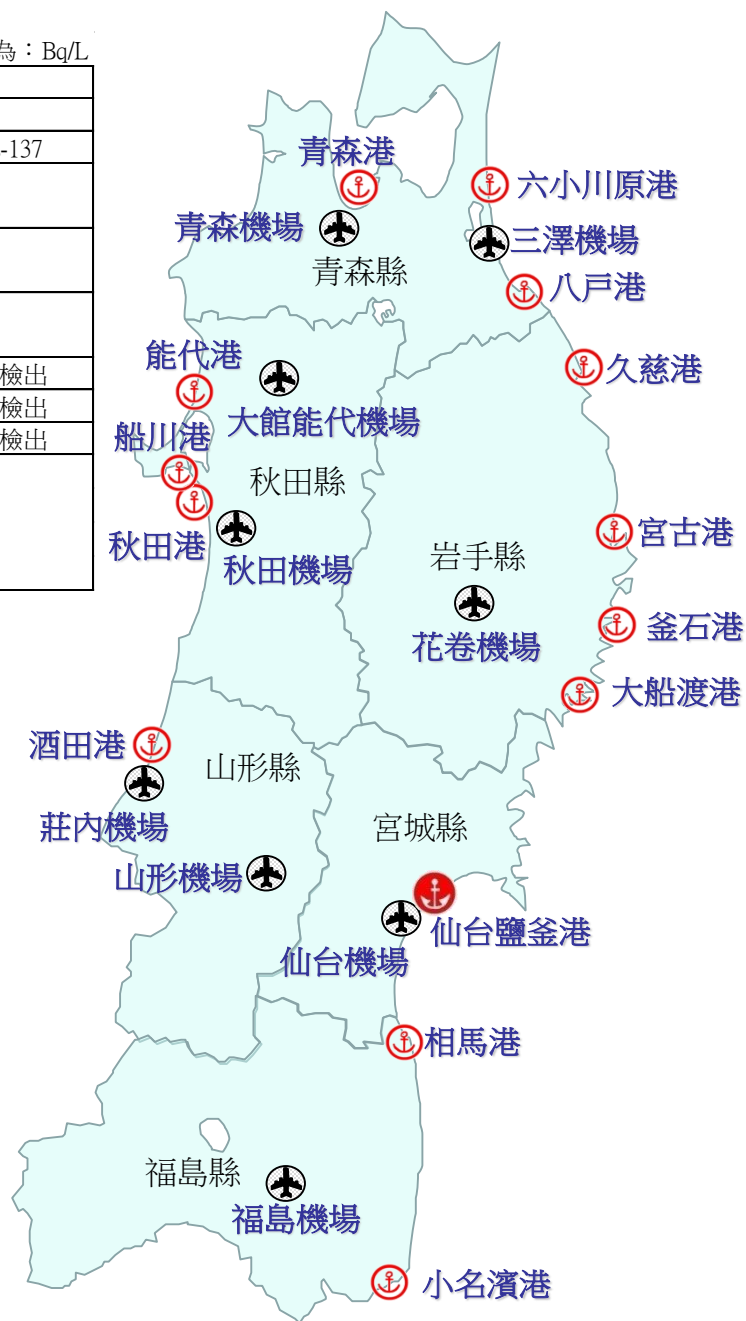 為：Bq/L
-137
檢出
檢出
檢出
青森港
六小川原港
青森機場
三澤機場
青森縣
八戶港
能代港
久慈港
大館能代機場
船川港
秋田縣
宮古港
秋田港
岩手縣
秋田機場
釜石港
花卷機場
大船渡港
酒田港
山形縣
莊內機場
宮城縣
山形機場
仙台鹽釜港
仙台機場
相馬港
福島縣
福島機場
小名濱港